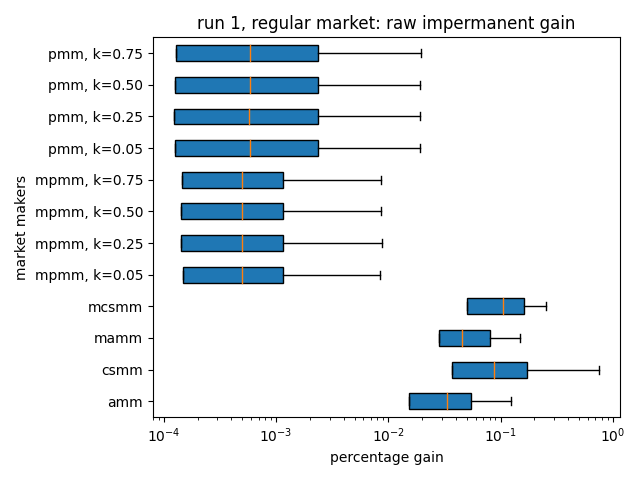 run 1, regular market: raw impermanent gain
market makers
pmm, k=0.75
pmm, k=0.50
pmm, k=0.25
pmm, k=0.05
mpmm, k=0.75
mpmm, k=0.50
mpmm, k=0.25
mpmm, k=0.05
mcsmm
mamm
csmm
amm
10⁻⁴ 10⁻³ 10⁻² 10⁻¹ 10⁰
percentage gain